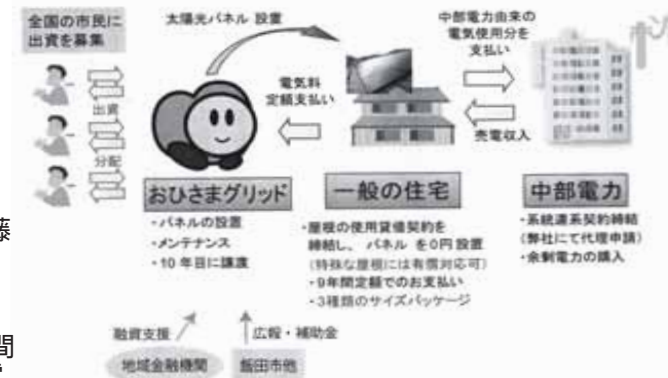 全国の市民に
出資を募集
出資
分配
太陽光パネル 設置
電気料
定額支払い
中部電力由来の
電気使用分を
支払い
売電収入
おひさまグリッド
・パネルの設置
・メンテナンス
・10年目に譲渡
一般の住宅
・屋根の使用貸借契約を
締結し、パネル を0円 設置
(特殊な屋根には有償対応可)
・9年間定額でのお支払い
・3種類のサイズパッケージ
中部電力
・系統連系契約締結
(弊社にて代理申請)
・余剰電力の購入
融資支援
広報・補助金
地域金融機関
飯田市他
藤
間